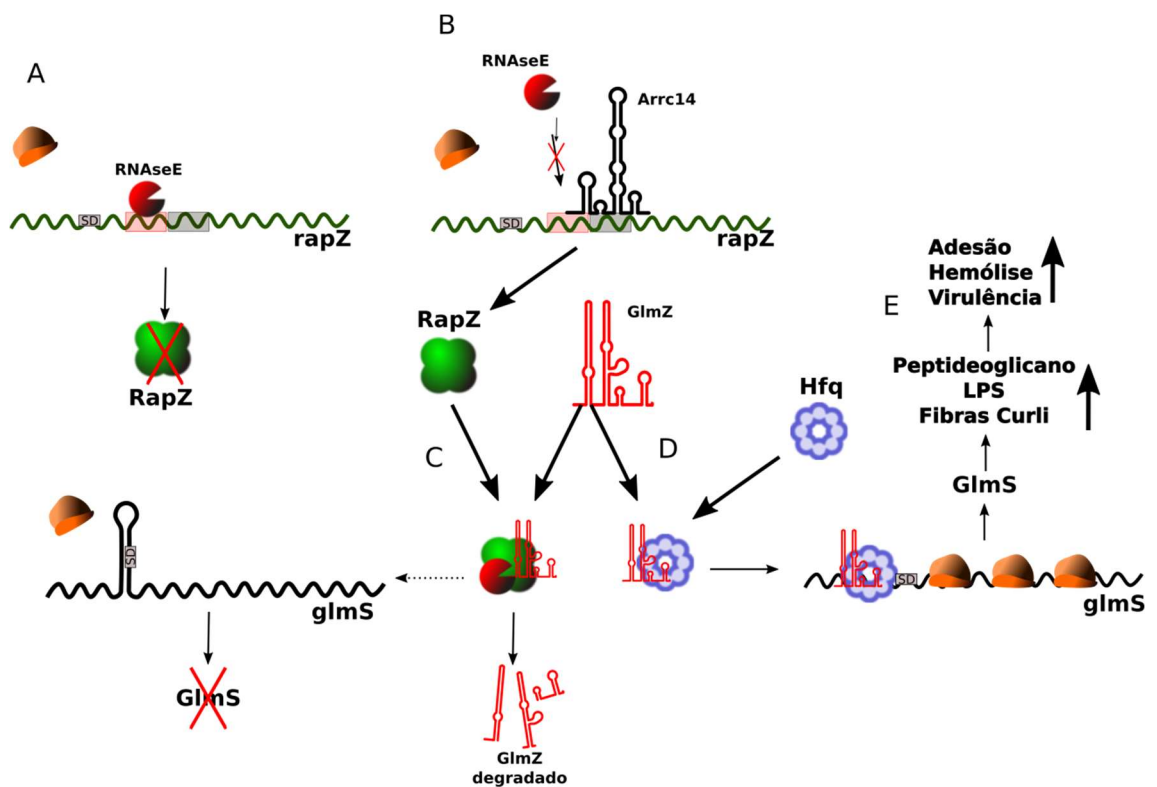 A
RNAseE
SD
rapZ
RapZ
B
RNAseE
Arrc14
SD
rapZ
RapZ
GlmZ
C
D
Hfq
E
Adesão
Hemólise
Virulência
Peptideoglicano
LPS
Fibras Curli
GlmS
SD
glmS
SD
glmS
GlmS
GlmZ
degradado